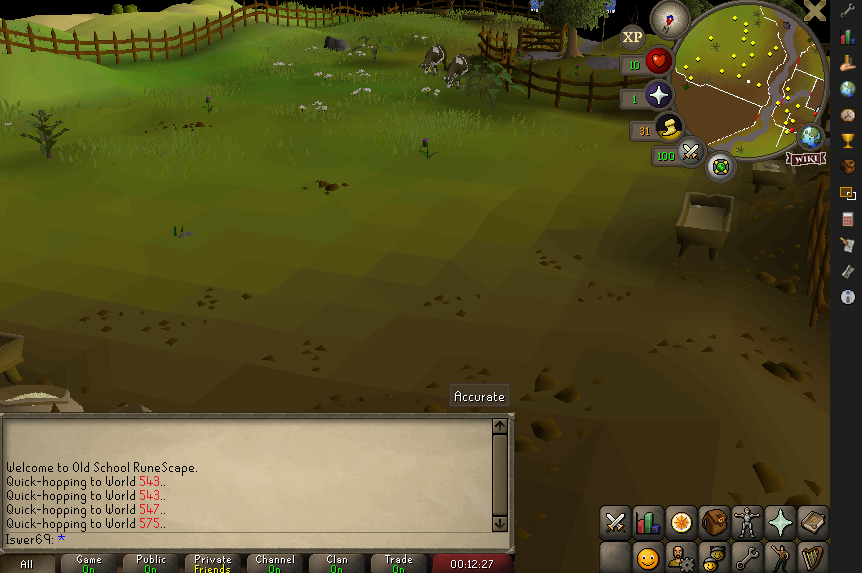 XP
10
1
31
100
WIKI
Accurate
Welcome to Old School RuneScape.
Quick-hopping to World 543..
Quick-hopping to World 543..
Quick-hopping to World 547..
Quick-hopping to World 575..
Iswer69: *
All
Game
On
Public
On
Private
Friends
Channel
On
Clan
On
Trade
On
00:12:27